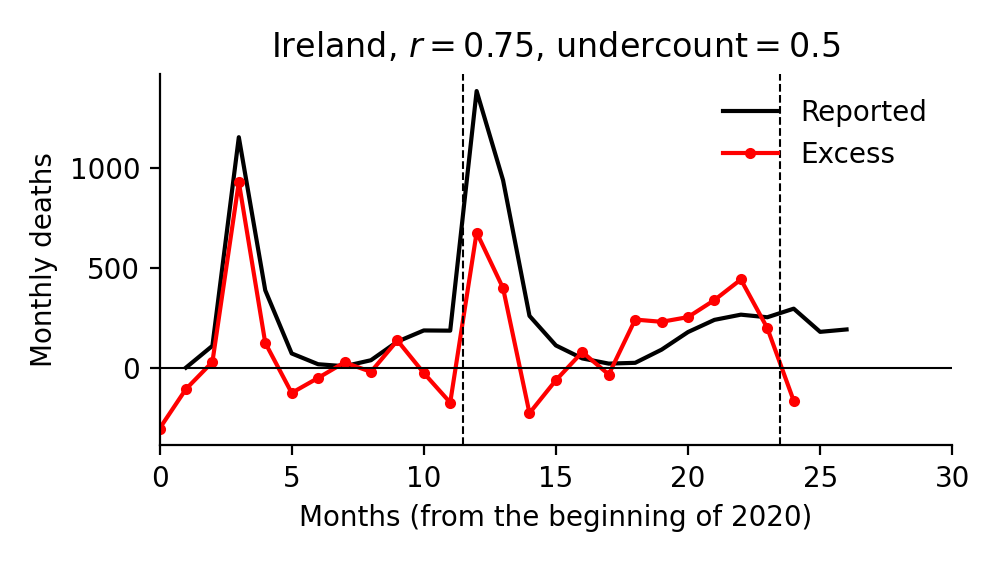 Ireland, r = 0.75, undercount = 0.5
Reported
Excess
Monthly deaths
1000
500
0
0 5 10 15 20 25 30
Months (from the beginning of 2020)